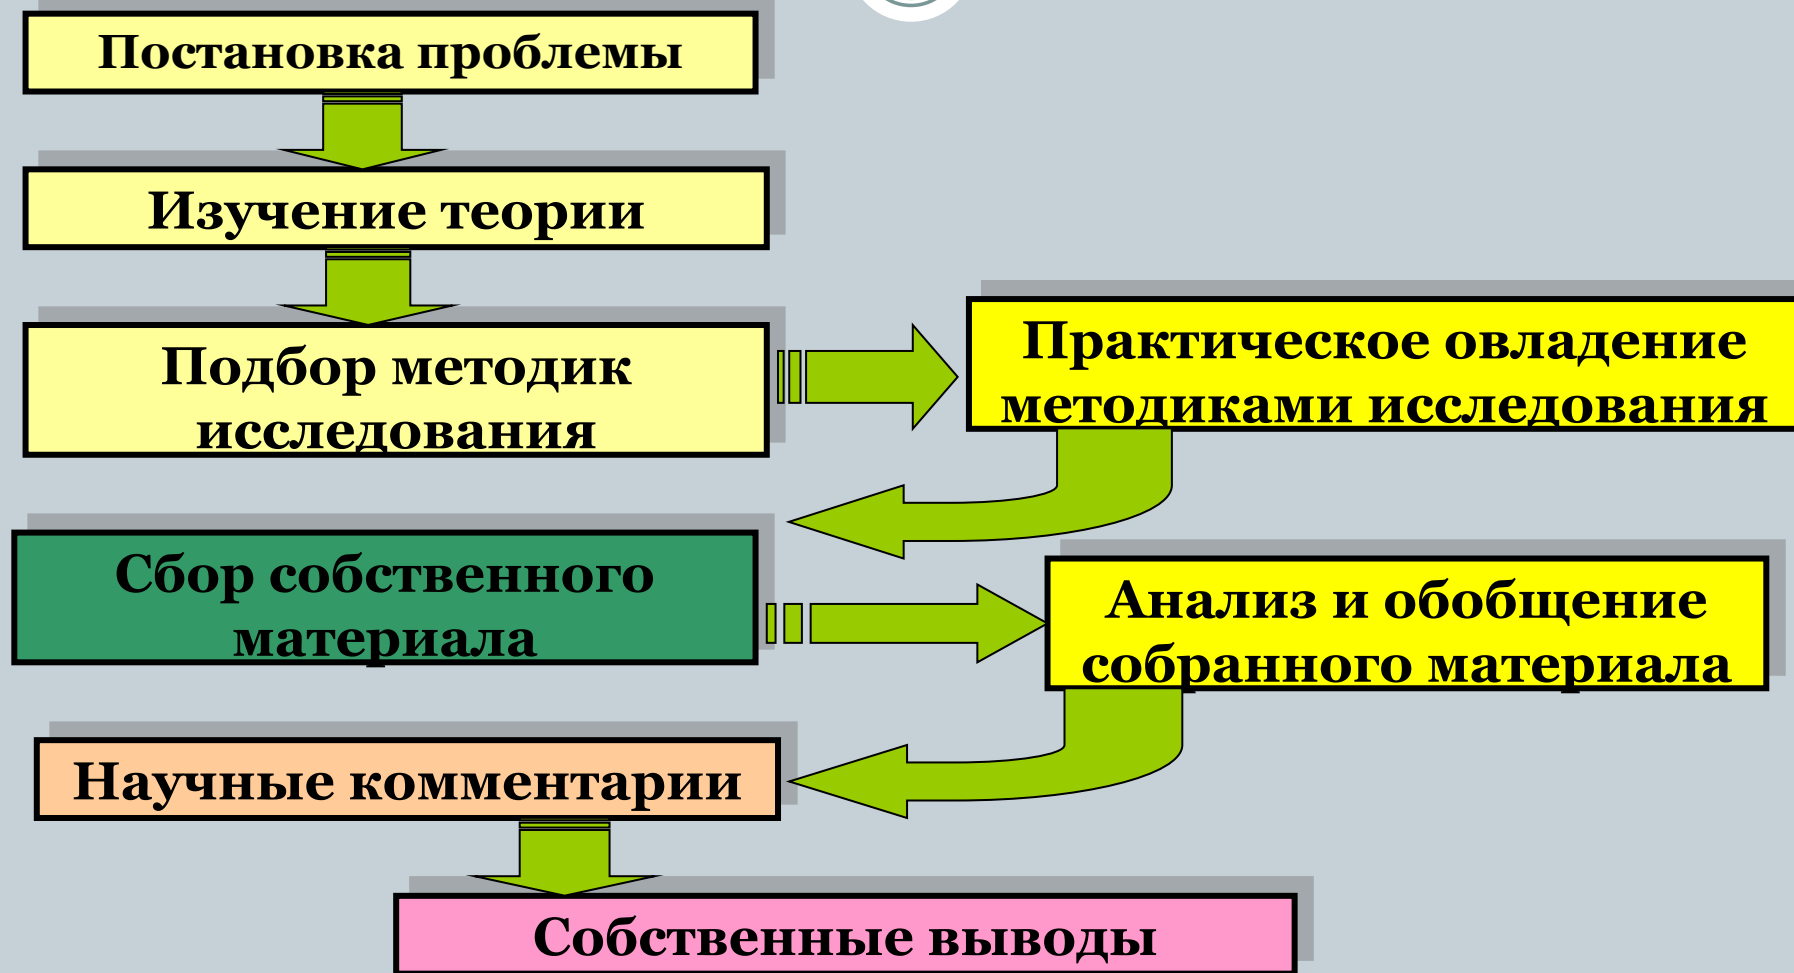 Постановка проблемы
Изучение теории
Подбор методик
исследования
Практическое овладение
методиками исследования
Сбор собственного
материала
Анализ и обобщение
собранного материала
Научные комментарии
Собственные выводы